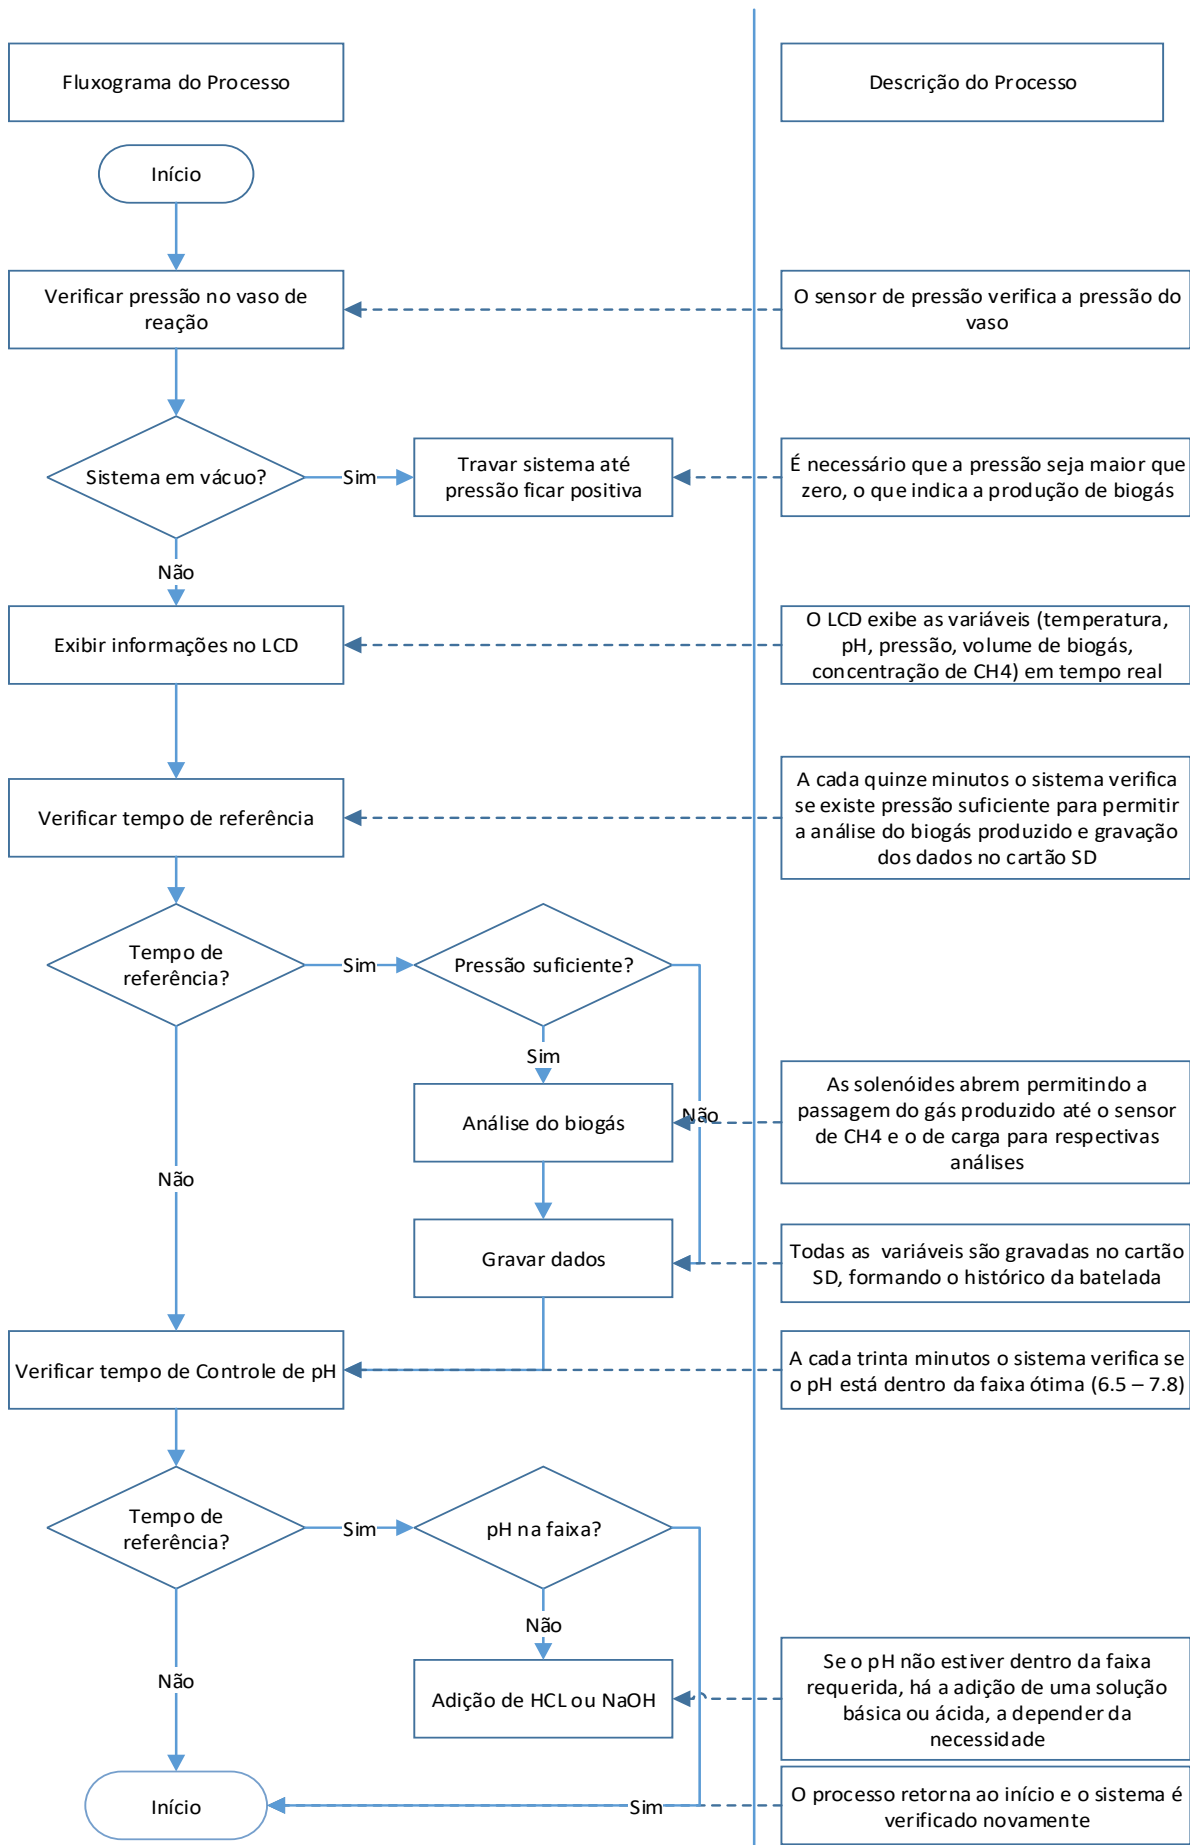 Fluxograma do Processo
Descrição do Processo
Início
Verificar pressão no vaso de
reação
O sensor de pressão verifica a pressão do
vaso
Sistema em vácuo?
Sim
Travar sistema até
pressão ficar positiva
É necessário que a pressão seja maior que
zero, o que indica a produção de biogás
Não
Exibir informações no LCD
O LCD exibe as variáveis (temperatura,
pH, pressão, volume de biogás,
concentração de CH4) em tempo real
Verificar tempo de referência
A cada quinze minutos o sistema verifica
se existe pressão suficiente para permitir
a análise do biogás produzido e gravação
dos dados no cartão SD
Tempo de
referência?
Sim
Pressão suficiente?
Sim
Não
Análise do biogás
As solenóides abrem permitindo a
passagem do gás produzido até o sensor
de CH4 e o de carga para respectivas
análises
Não
Gravar dados
Todas as variáveis são gravadas no cartão
SD, formando o histórico da batelada
Verificar tempo de Controle de pH
A cada trinta minutos o sistema verifica se
o pH está dentro da faixa ótima (6.5 – 7.8)
Tempo de
referência?
Sim
pH na faixa?
Não
Não
Adição de HCL ou NaOH
Se o pH não estiver dentro da faixa
requerida, há a adição de uma solução
básica ou ácida, a depender da
necessidade
Início
Sim
O processo retorna ao início e o sistema é
verificado novamente